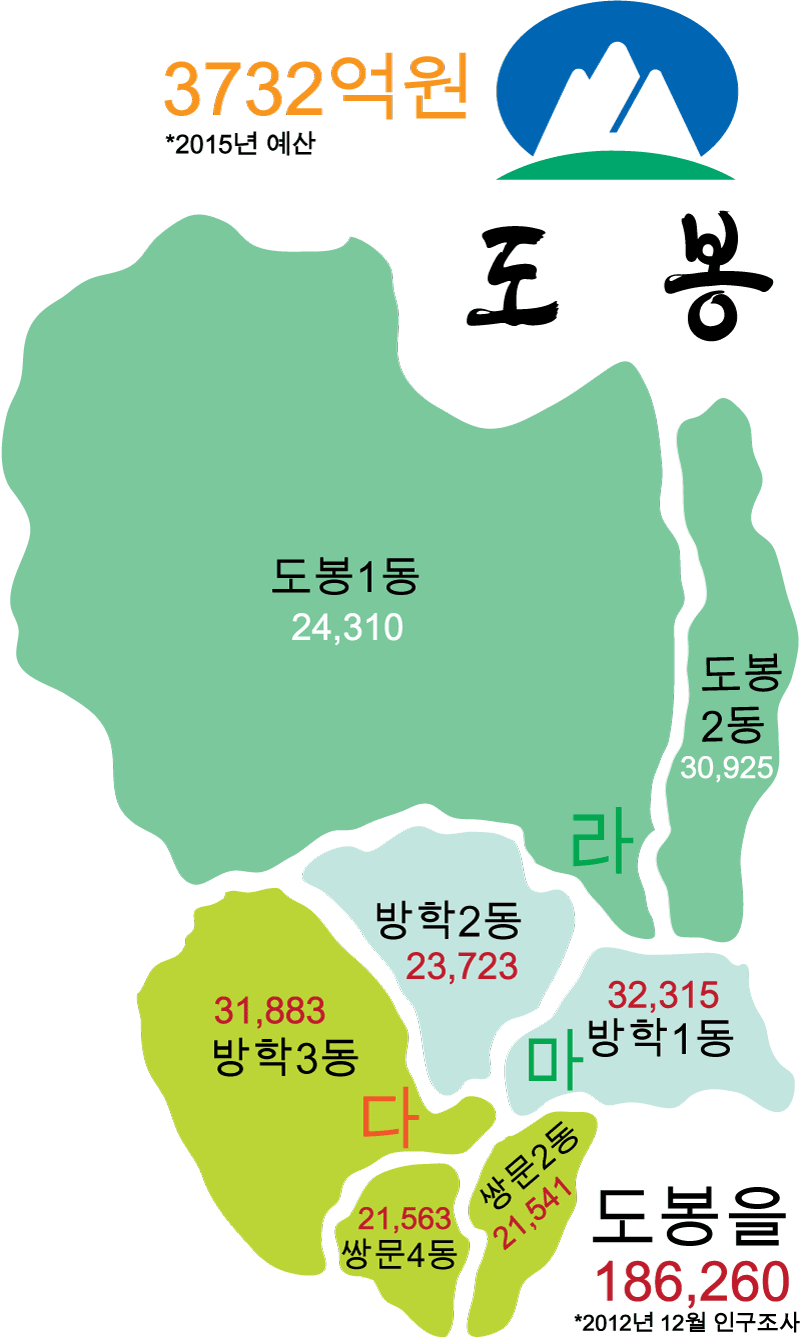 3732억원
*2015년 예산
도 봉
도봉1동
24,310
도봉
2동
30,925
라
방학2동
23,723
31,883
방학3동
32,315
방학1동
마
다
쌍문2동
21,541
21,563
쌍문4동
도봉을
186,260
*2012년 12월 인구조사